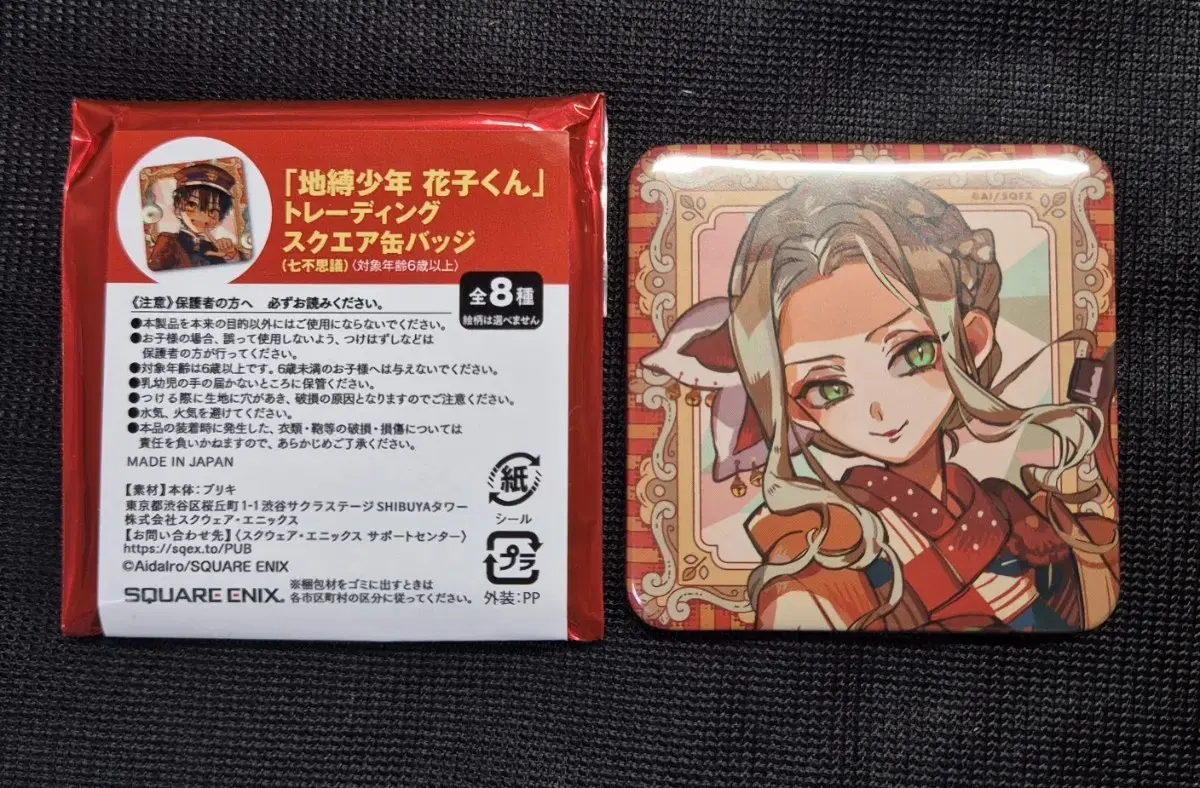 「地縛少年 花子くん」
トレーディング
スクエア缶バッジ
(七不思議)〈対象年齢6歳以上〉
全8種
絵柄は選べません
《注意》保護者の方へ 必ずお読みください。
●本製品を本来の目的以外にはご使用にならないでください。
●お子様の場合、誤って使用しないよう、つけはずしなどは
保護者の方が行ってください。
●対象年齢は6歳以上です。6歳未満のお子様へは与えないでください。
●乳幼児の手の届かないところに保管ください。
●つける際に生地に穴があき、破損の原因となりますのでご注意ください。
●水気、火気を避けてください。
●本品の装着時に発生した、衣類・鞄等の破損・損傷については
責任を負いかねますので、あらかじめご了承ください。
MADE IN JAPAN
【素材】本体:ブリキ
東京都渋谷区桜丘町1-1 渋谷サクラステージ SHIBUYAタワー
株式会社スクウェア・エニックス
【お問い合わせ先】〈スクウェア・エニックス サポートセンター〉
https://sqex.to/PUB
©AidaIro/SQUARE ENIX
SQUARE ENIX.
※梱包材をゴミに出すときは
各市区町村の区分に従ってください。
紙
シール
プラ
外装:PP
©AI/SQEX